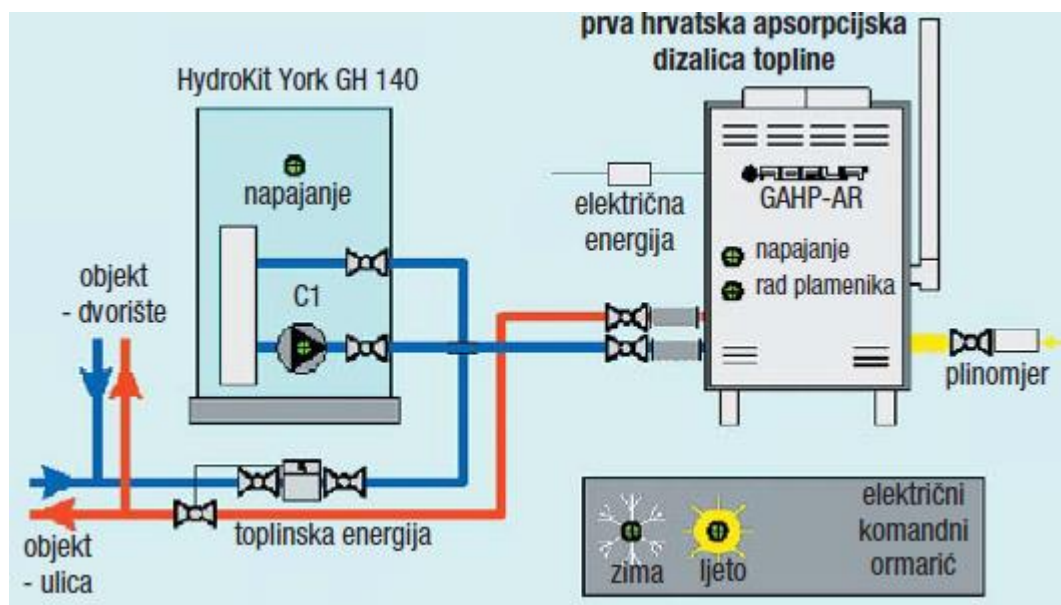 prva hrvatska apsorpcijska
dizalica topline
HydroKit York GH 140
napajanje
C1
električna
energija
GAHP-AR
napajanje
rad plamenika
plinomjer
objekt
- dvorište
toplinska energija
objekt
- ulica
zima
ljeto
električni
komandni
ormarić